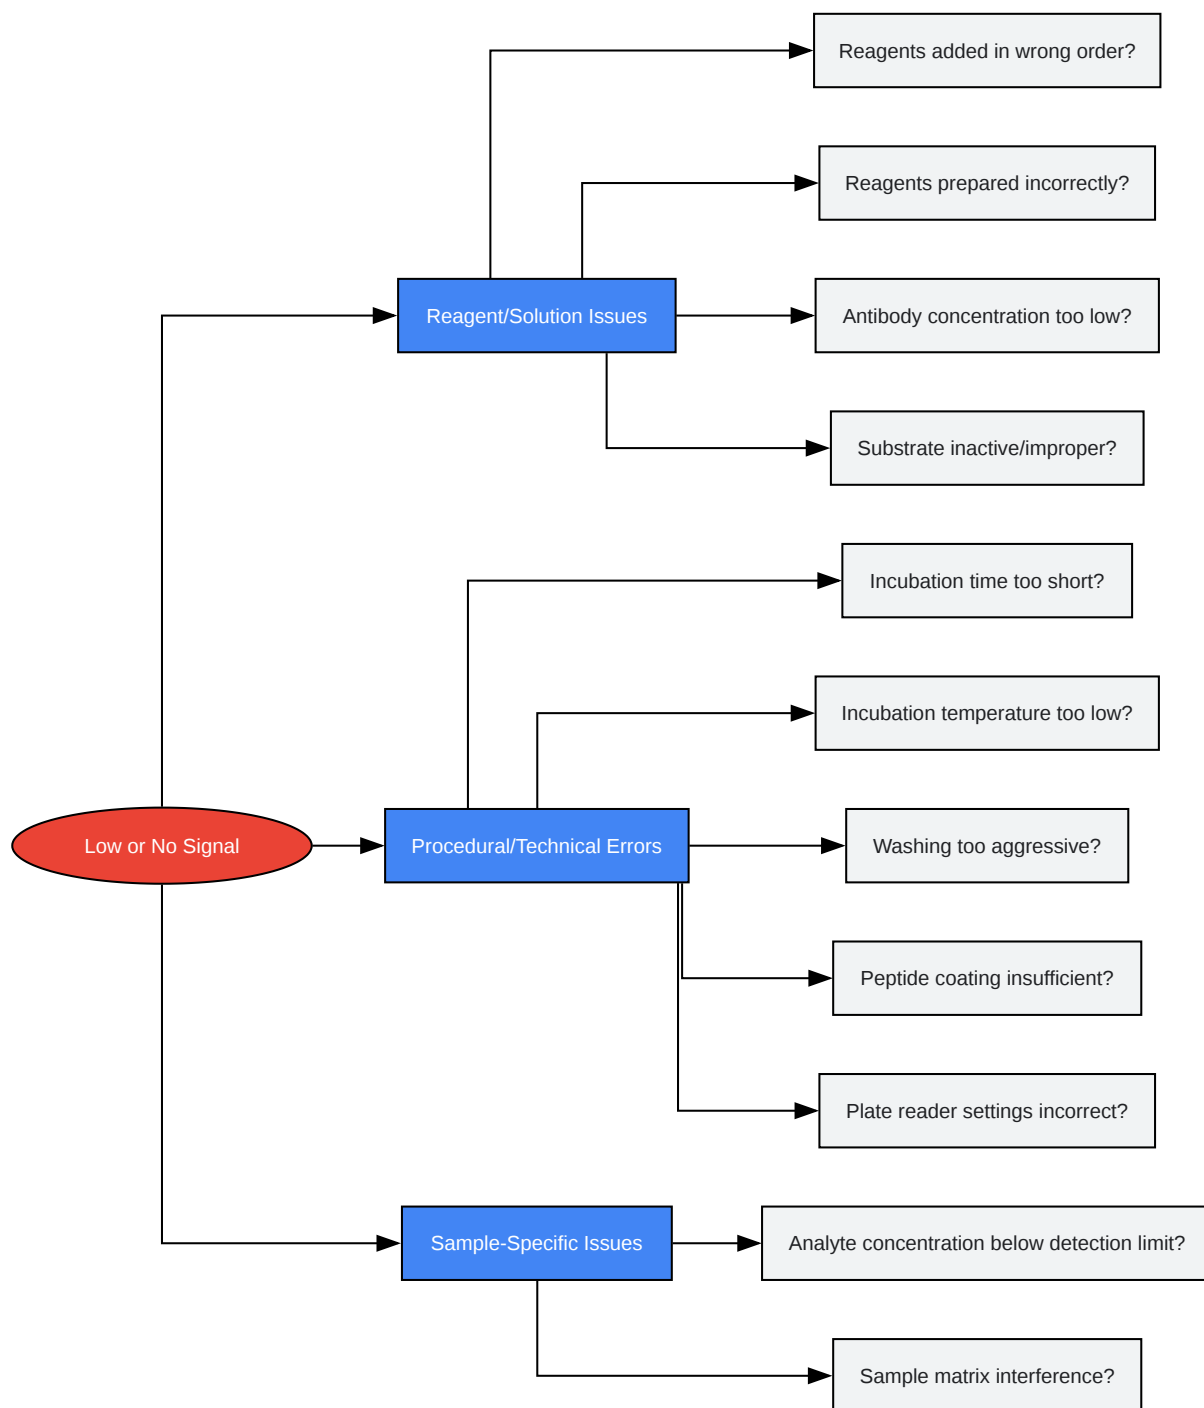 Low or No Signal
Reagent/Solution Issues
Reagents added in wrong order?
Reagents prepared incorrectly?
Antibody concentration too low?
Substrate inactive/improper?
Procedural/Technical Errors
Incubation time too short?
Incubation temperature too low?
Washing too aggressive?
Peptide coating insufficient?
Plate reader settings incorrect?
Sample-Specific Issues
Analyte concentration below detection limit?
Sample matrix interference?